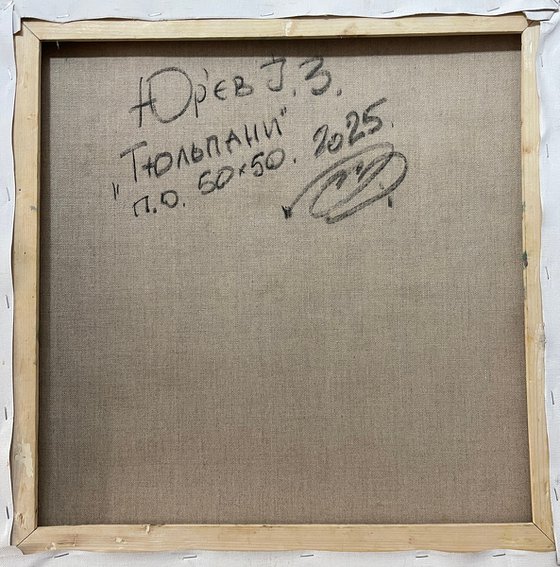 Юр'єв І. З.
"Тюльпани"
п.о. 50×50. 2025.